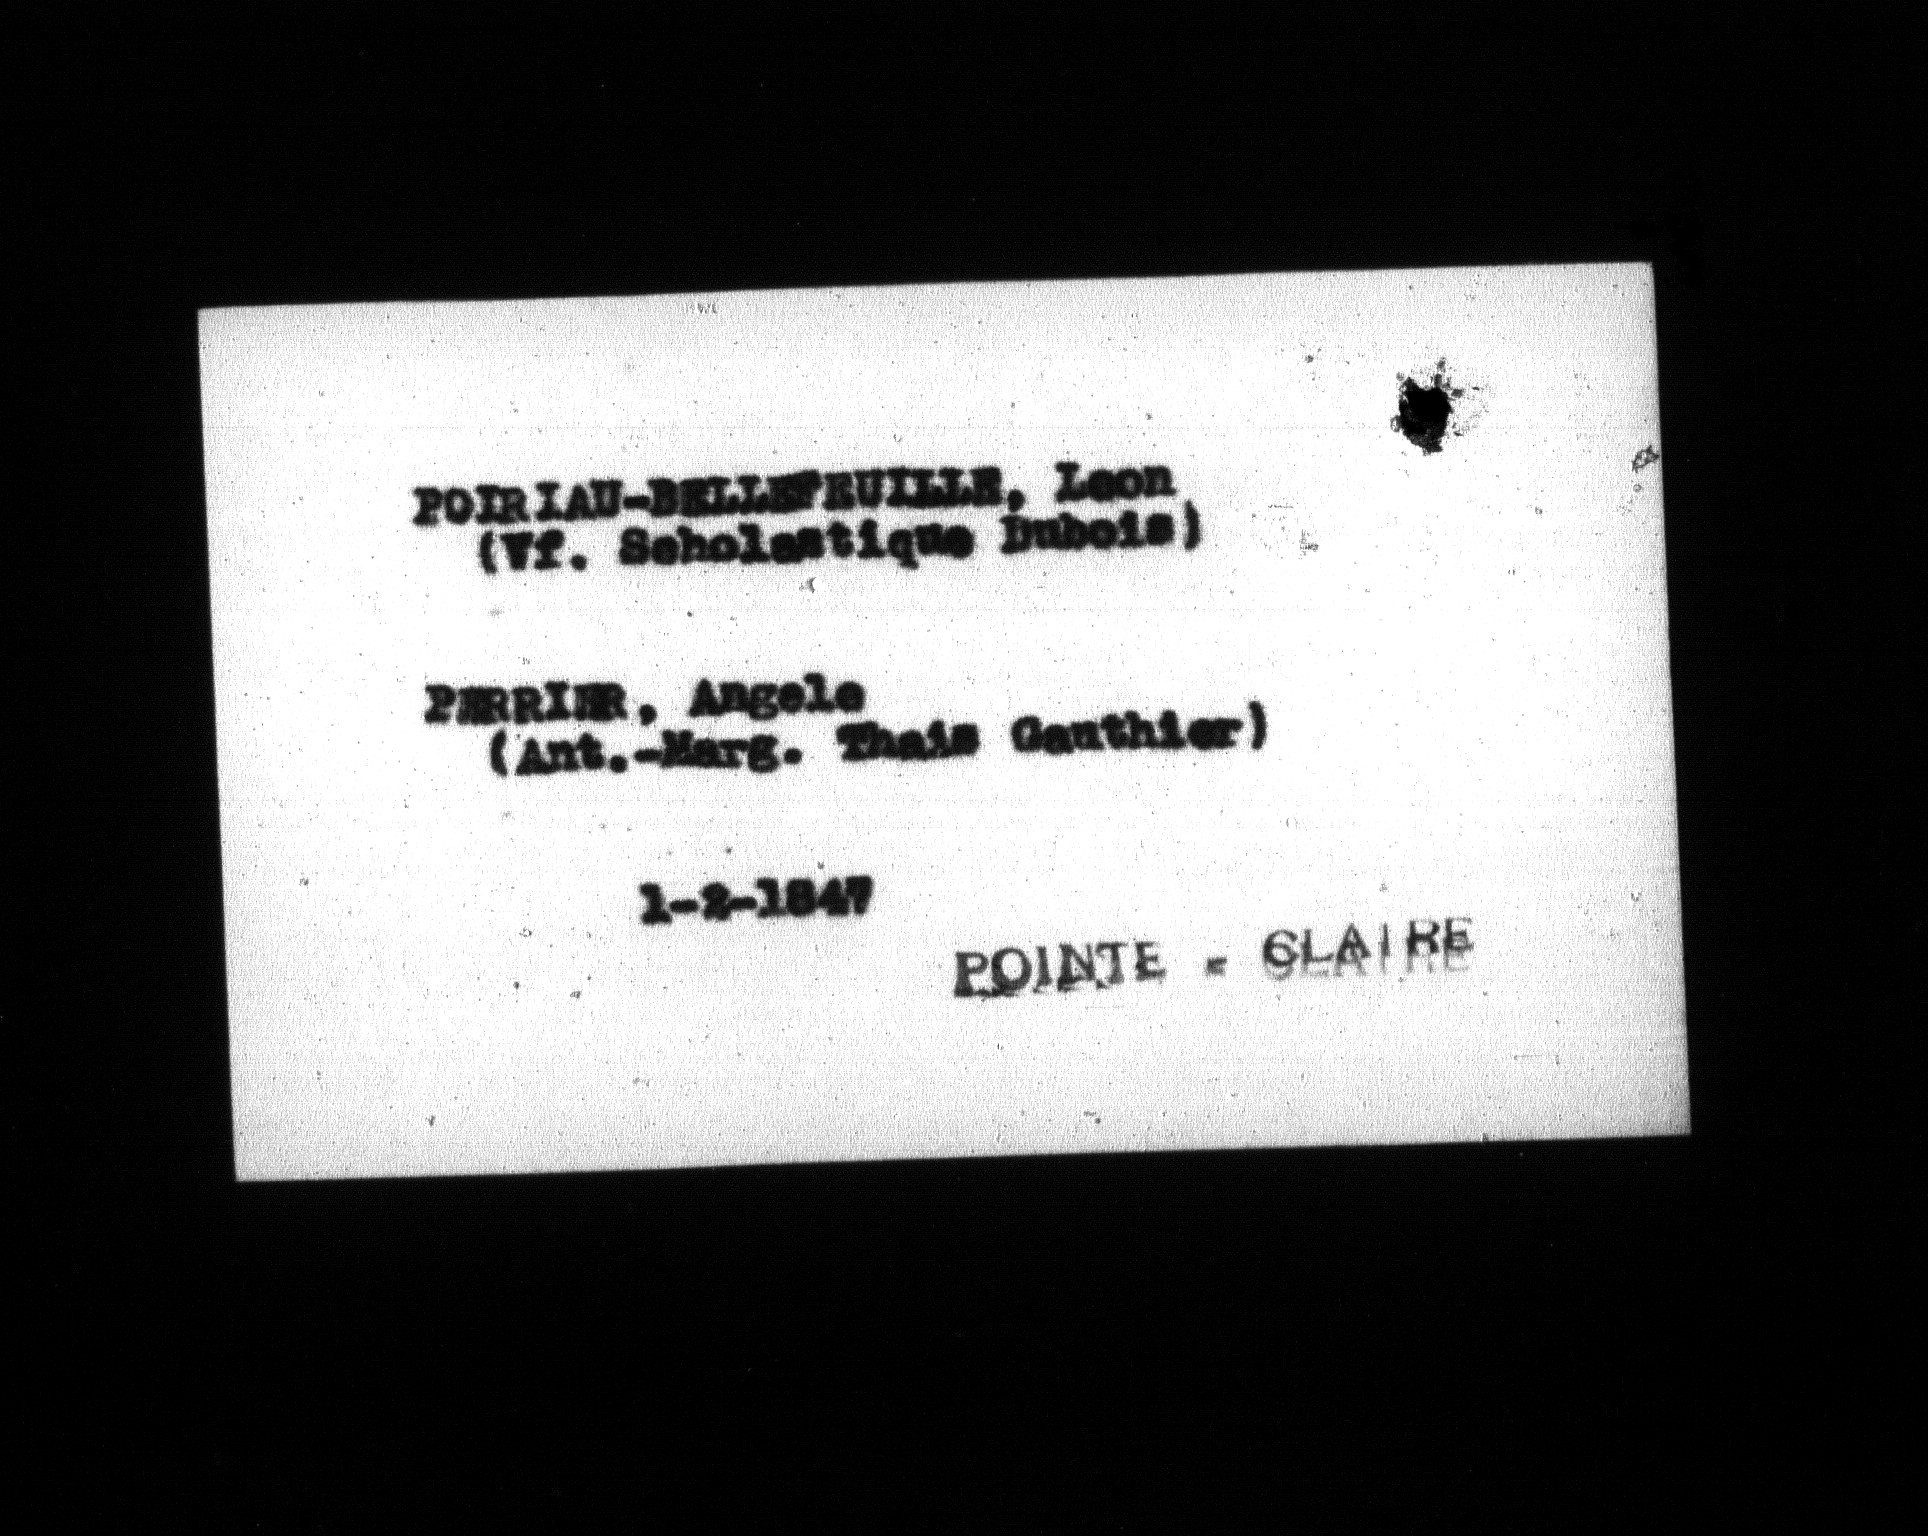 POIRIAU-BELLEFEUILLE, Leon
(Vf. Scholastique Dubois)
PERRIER, Angele
(Ant.-Marg. Thais Gauthier)
1-2-1847
POINTE - CLAIRE